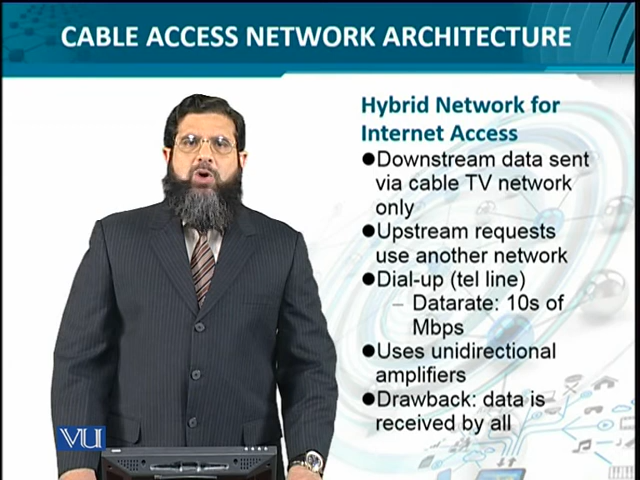 CABLE ACCESS NETWORK ARCHITECTURE
Hybrid Network for
Internet Access
●Downstream data sent
via cable TV network
only
●Upstream requests
use another network
●Dial-up (tel line)
– Datarate: 10s of
Mbps
●Uses unidirectional
amplifiers
●Drawback: data is
received by all
VU